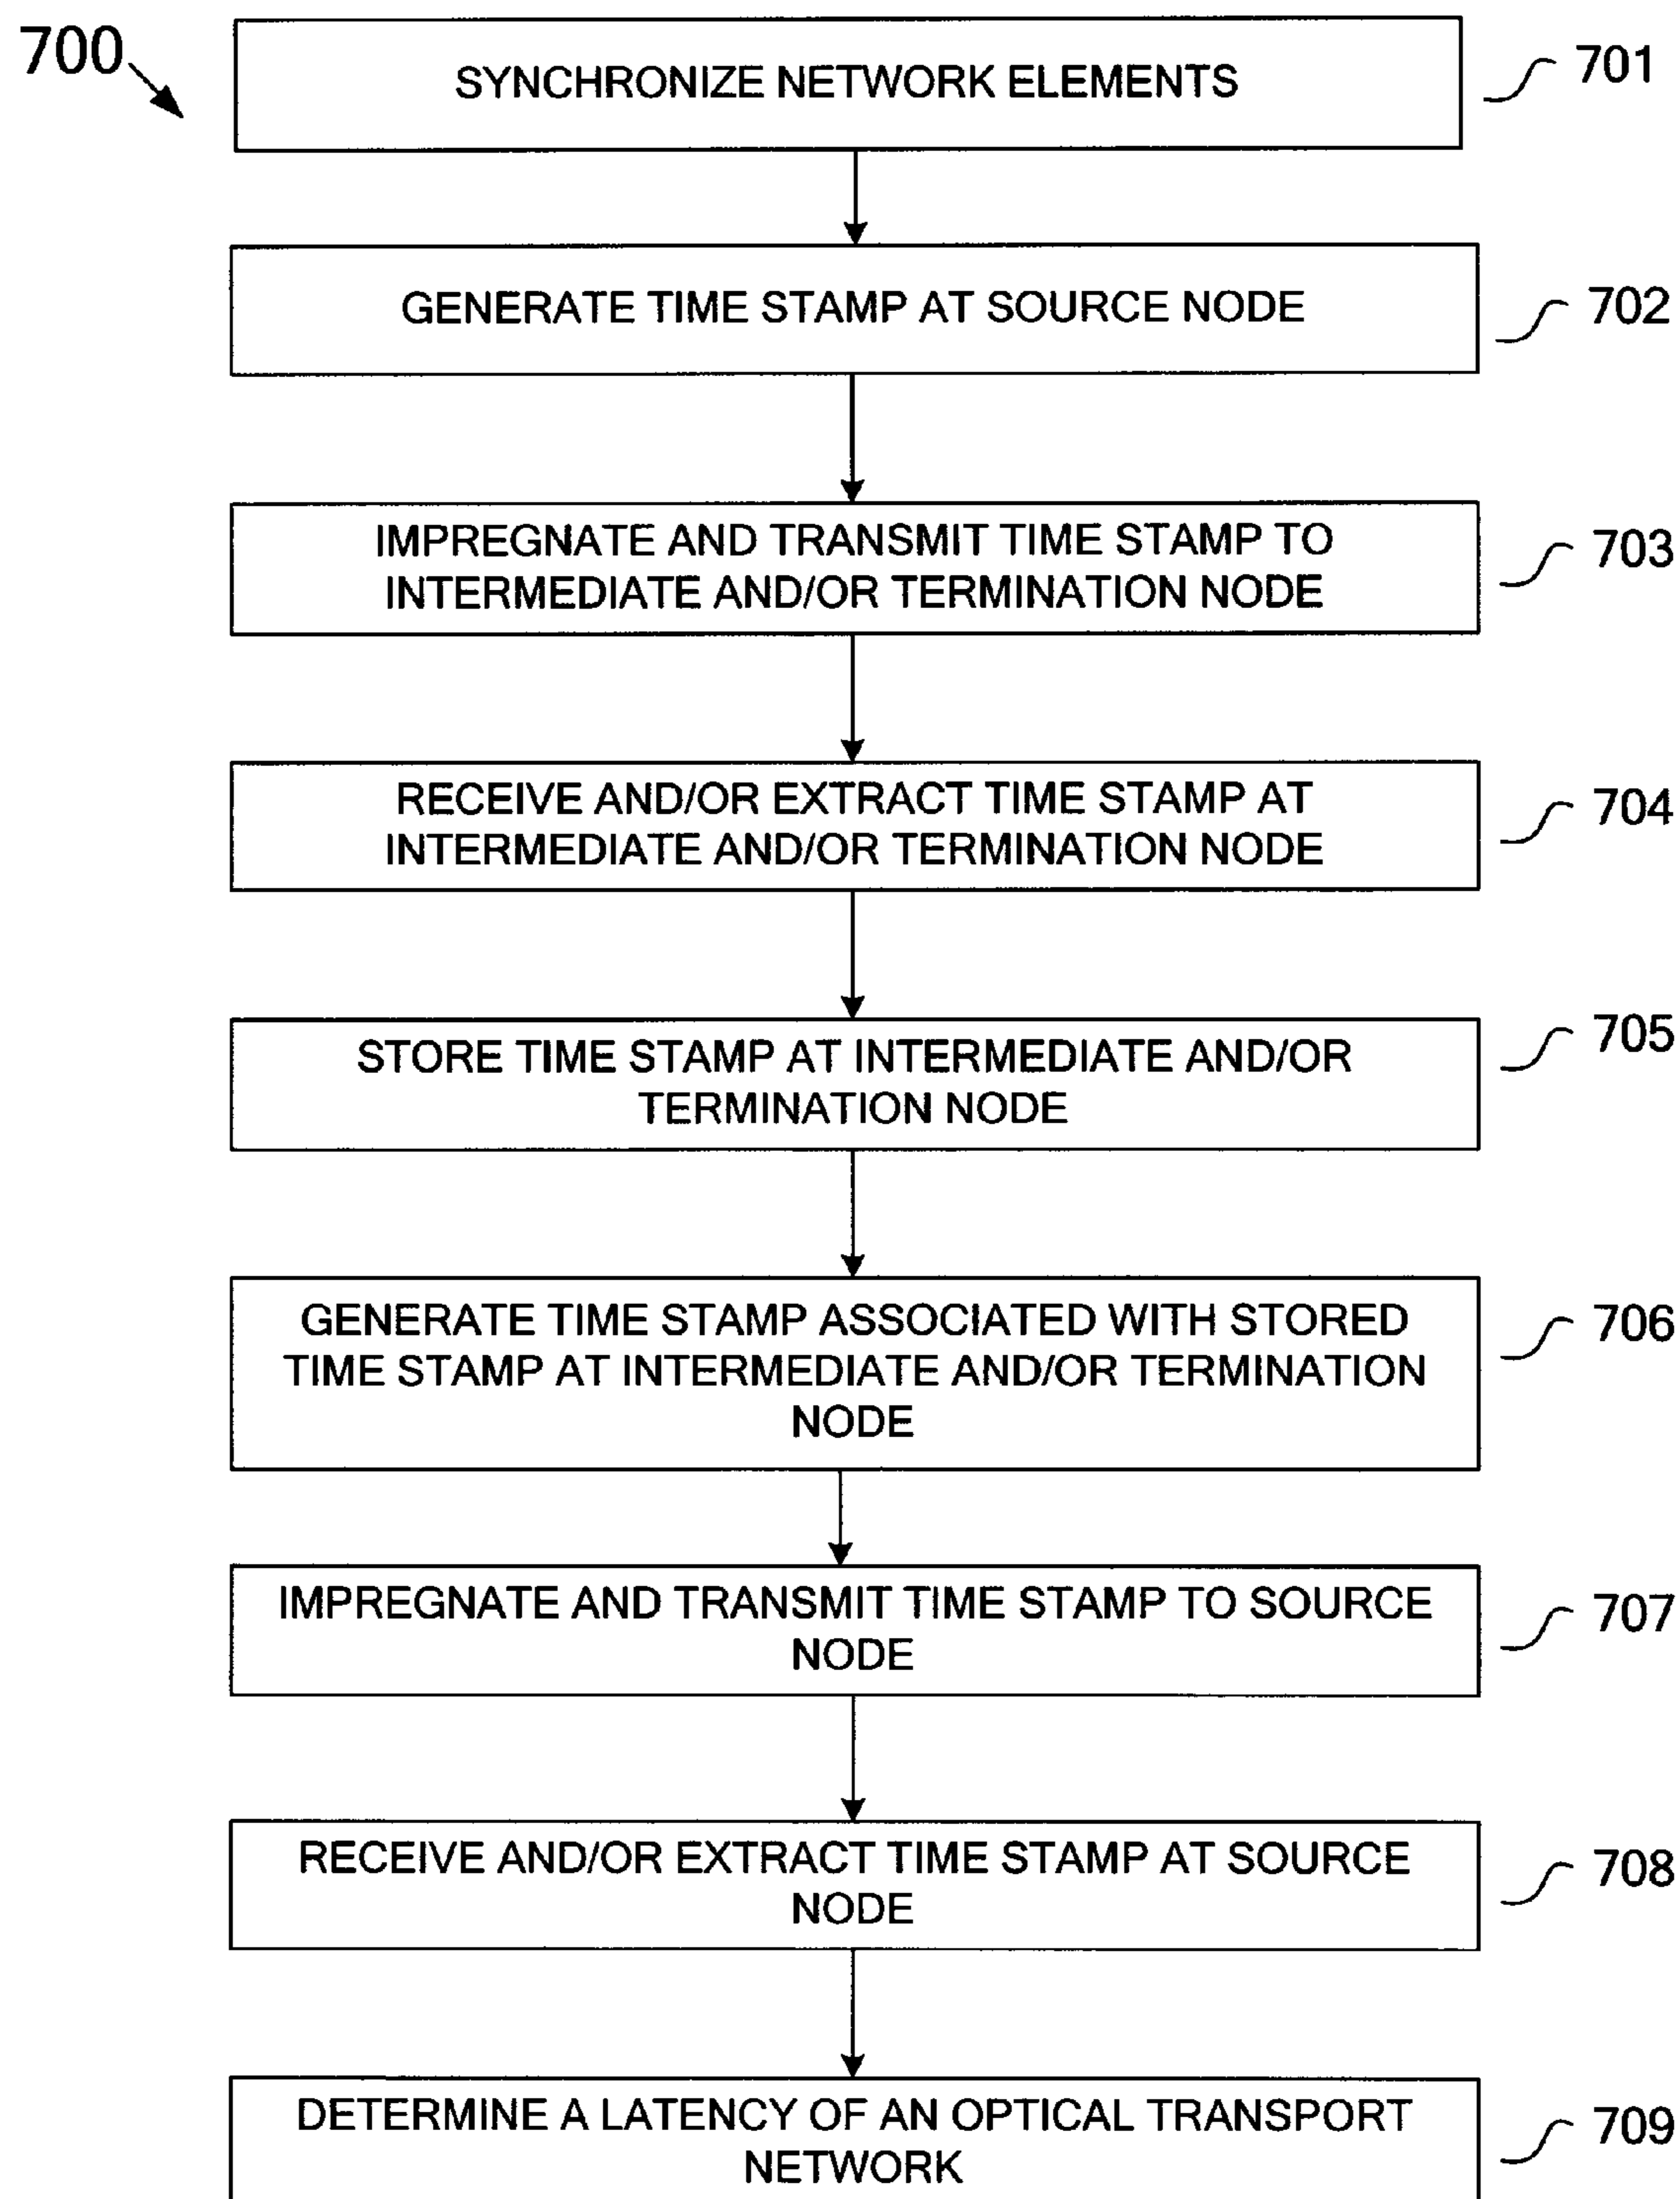 700
SYNCHRONIZE NETWORK ELEMENTS
701
GENERATE TIME STAMP AT SOURCE NODE
702
IMPREGNATE AND TRANSMIT TIME STAMP TO
INTERMEDIATE AND/OR TERMINATION NODE
703
RECEIVE AND/OR EXTRACT TIME STAMP AT
INTERMEDIATE AND/OR TERMINATION NODE
704
STORE TIME STAMP AT INTERMEDIATE AND/OR
TERMINATION NODE
705
GENERATE TIME STAMP ASSOCIATED WITH STORED
TIME STAMP AT INTERMEDIATE AND/OR TERMINATION
NODE
706
IMPREGNATE AND TRANSMIT TIME STAMP TO SOURCE
NODE
707
RECEIVE AND/OR EXTRACT TIME STAMP AT SOURCE
NODE
708
DETERMINE A LATENCY OF AN OPTICAL TRANSPORT
NETWORK
709